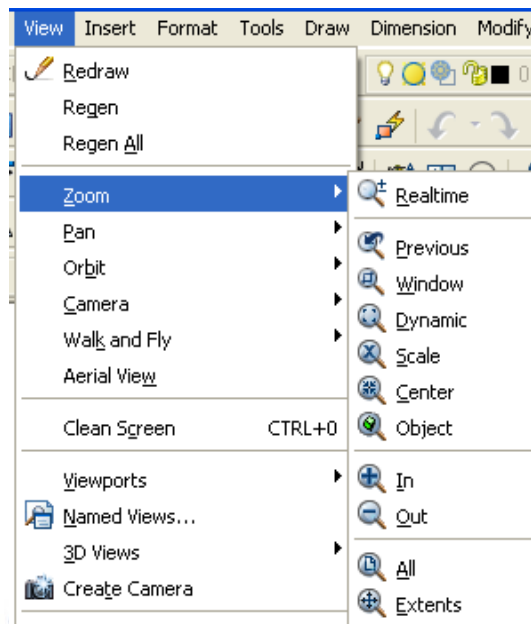 View Insert Format Tools Draw Dimension Modify
Redraw
Regen
Regen All
Zoom
Pan
Orbit
Camera
Walk and Fly
Aerial View
Clean Screen CTRL+0
Viewports
Named Views...
3D Views
Create Camera
0
Realtime
Previous
Window
Dynamic
Scale
Center
Object
In
Out
All
Extents